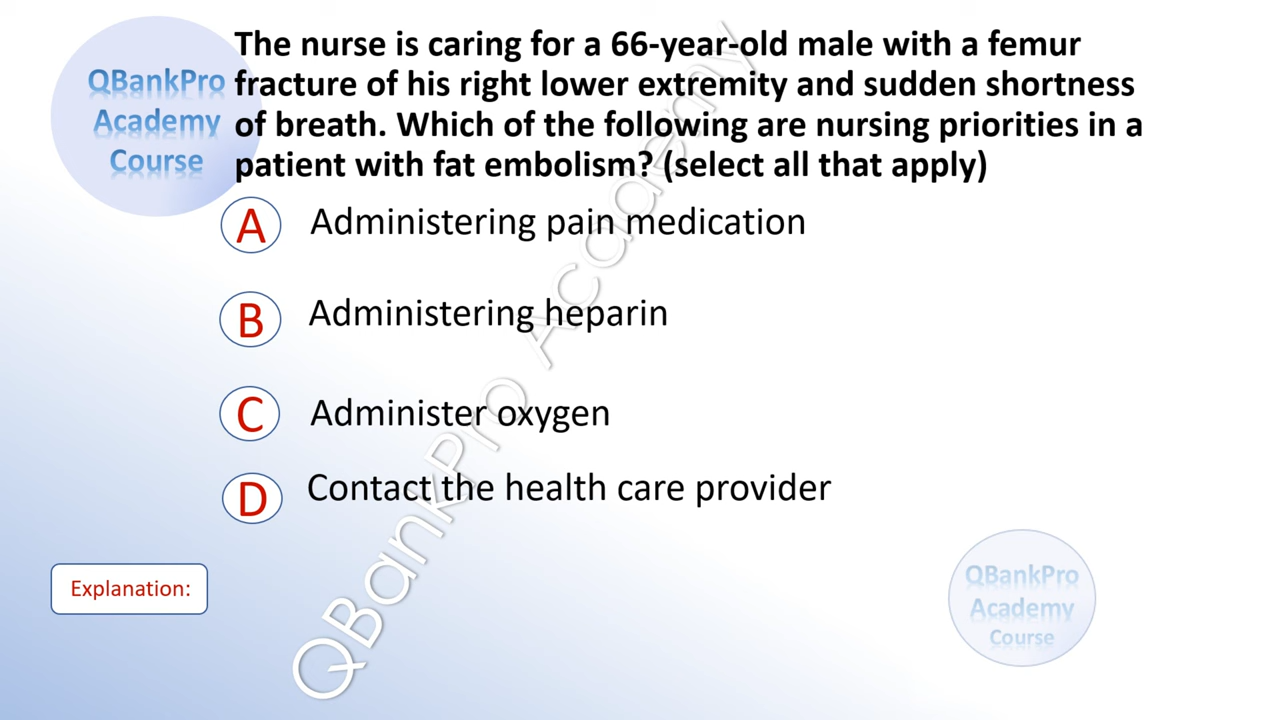 QBankPro
Academy
Course
The nurse is caring for a 66-year-old male with a femur
fracture of his right lower extremity and sudden shortness
of breath. Which of the following are nursing priorities in a
patient with fat embolism? (select all that apply)
A Administering pain medication
B Administering heparin
C Administer oxygen
D Contact the health care provider
Explanation:
QBankPro Academy
QBankPro
Academy
Course